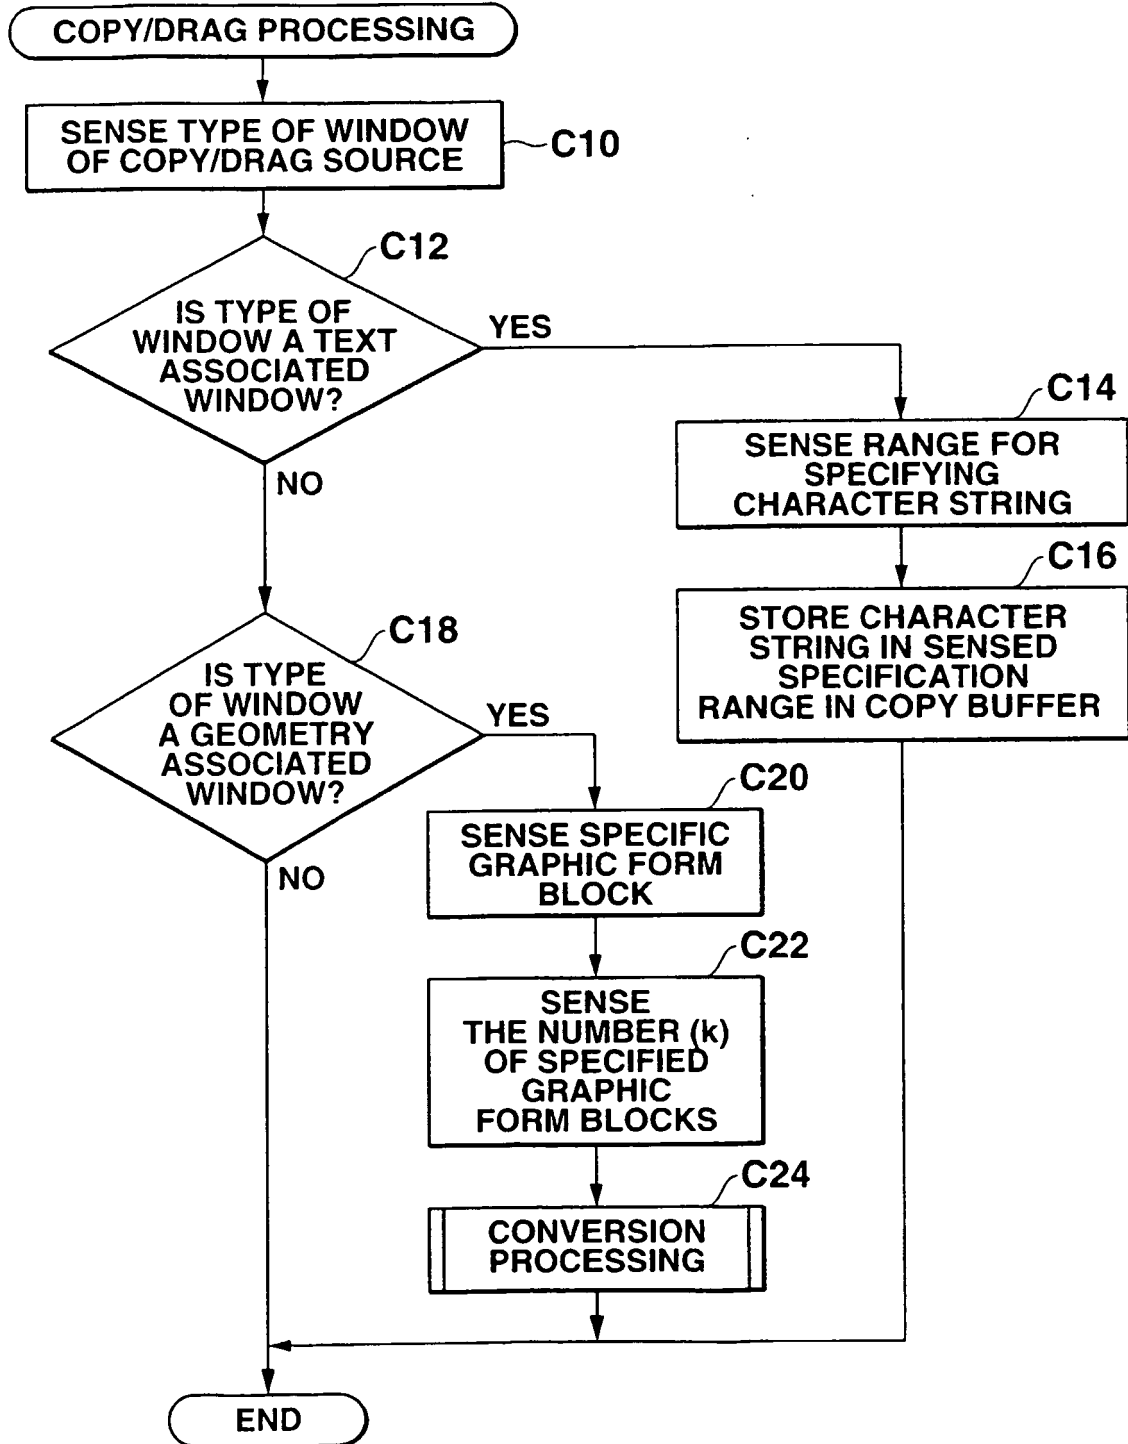 COPY/DRAG PROCESSING
SENSE TYPE OF WINDOW
OF COPY/DRAG SOURCE
C10
C12
IS TYPE OF
WINDOW A TEXT
ASSOCIATED
WINDOW?
YES
NO
C14
SENSE RANGE FOR
SPECIFYING
CHARACTER STRING
C16
STORE CHARACTER
STRING IN SENSED
SPECIFICATION
RANGE IN COPY BUFFER
C18
IS TYPE
OF WINDOW
A GEOMETRY
ASSOCIATED
WINDOW?
YES
NO
C20
SENSE SPECIFIC
GRAPHIC FORM
BLOCK
C22
SENSE
THE NUMBER (k)
OF SPECIFIED
GRAPHIC
FORM BLOCKS
C24
CONVERSION
PROCESSING
END